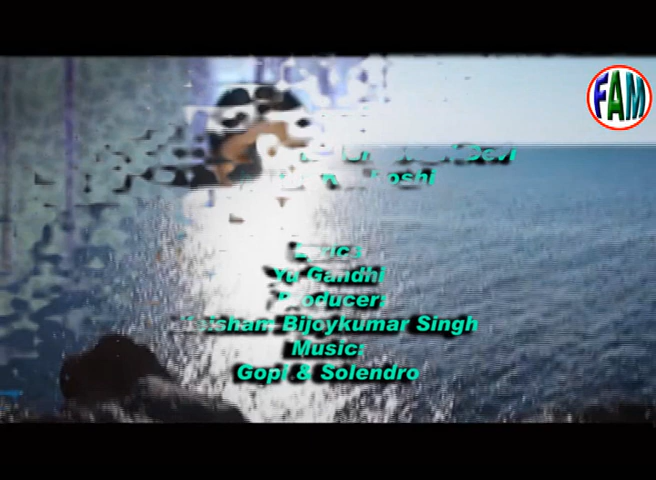 FAM
Devi
Lyrics
Yu Gandhi
Producer:
Bijoykumar Singh
Music:
Gopi & Solendro